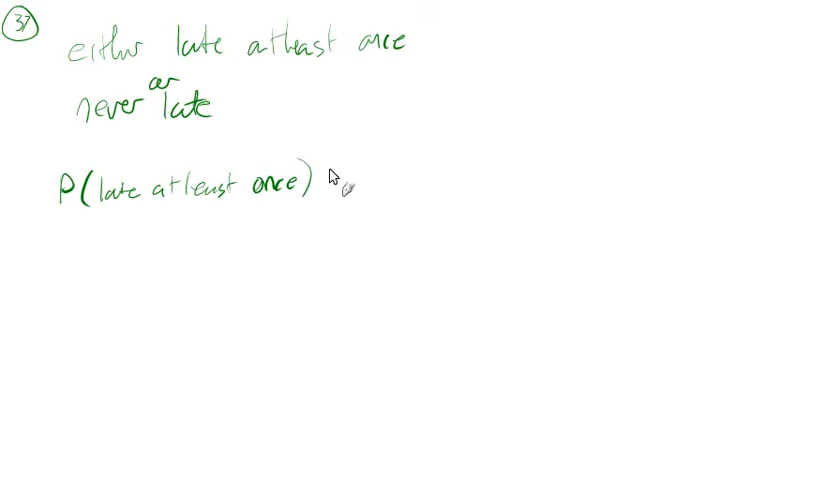 37
either late atleast once
or
never late
P(late atleast once)